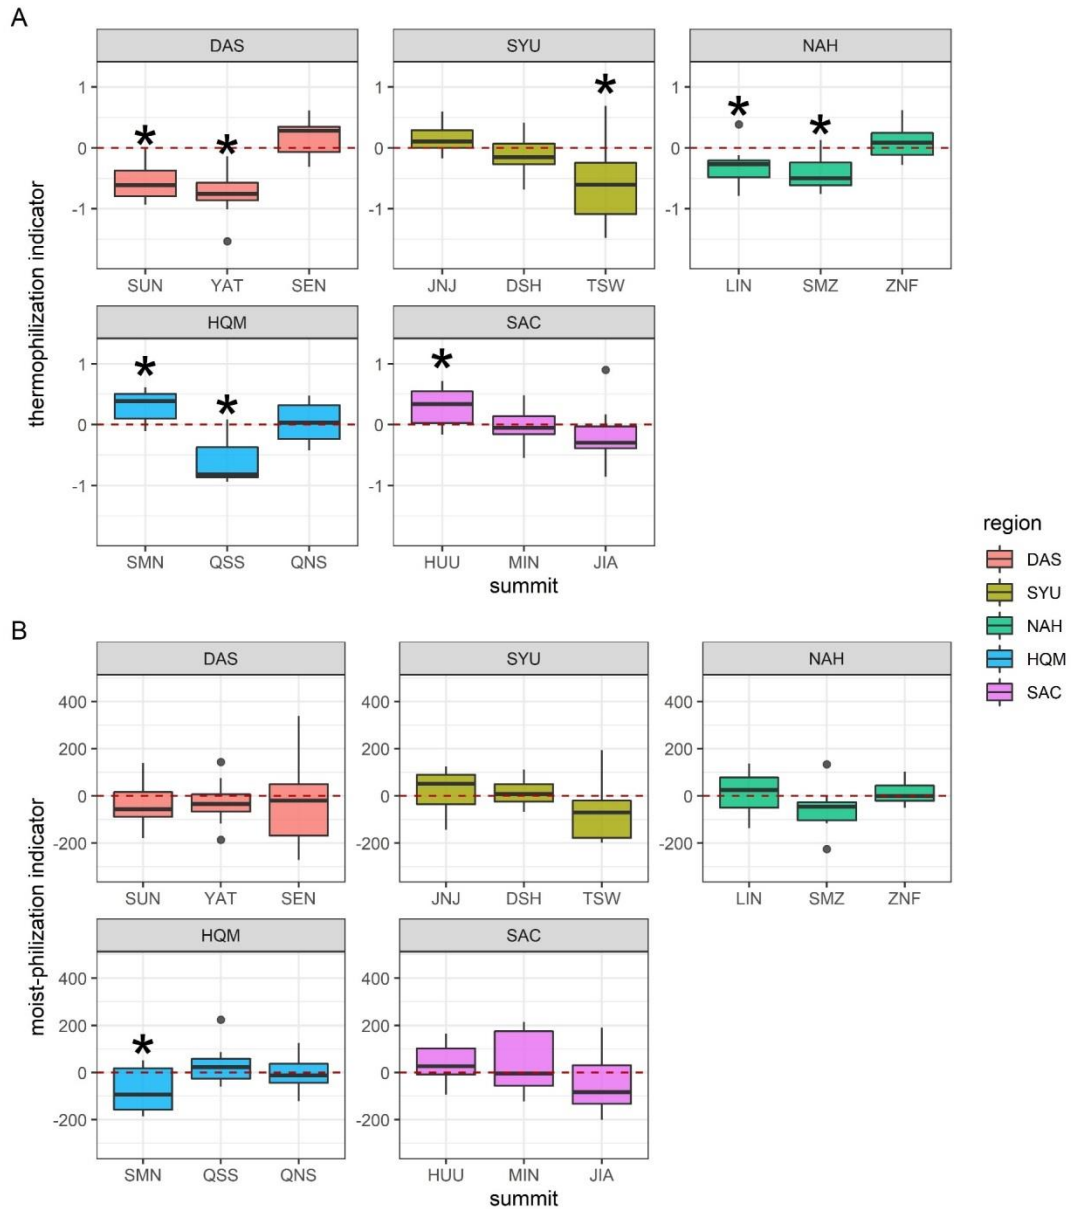 A
DAS SYU NAH
thermophilization indicator
1 1 1
0 0 0
-1 -1 -1
* * * * *
SUN YAT SEN JNJ DSH TSW LIN SMZ ZNF
HQM SAC
1 1
0 0
-1 -1
* * *
SMN QSS QNS HUU MIN JIA
summit
region
DAS
SYU
NAH
HQM
SAC
B
DAS SYU NAH
moist-philization indicator
400 400 400
200 200 200
0 0 0
-200 -200 -200
SUN YAT SEN JNJ DSH TSW LIN SMZ ZNF
HQM SAC
400 400
200 200
0 0
-200 -200
*
SMN QSS QNS HUU MIN JIA
summit